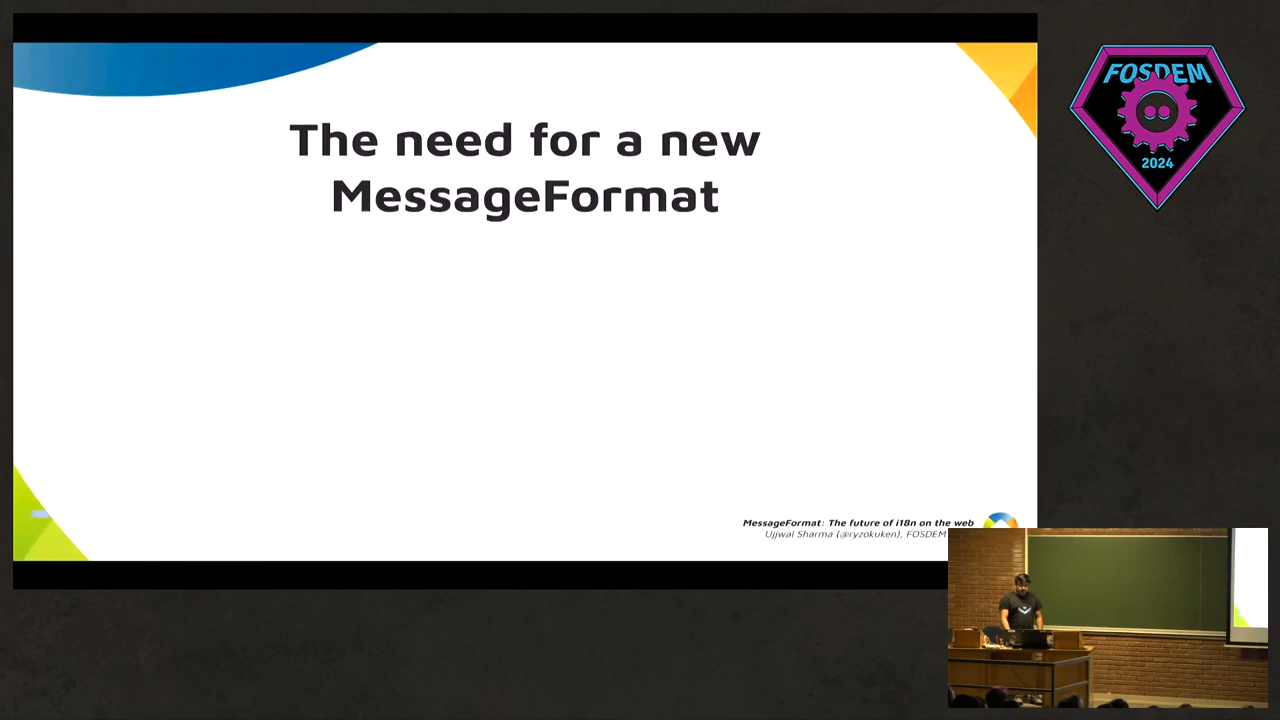 The need for a new
MessageFormat
FOSDEM
2024
MessageFormat: The future of i18n on the web
Ujjwal Sharma (@ryzokuken), FOSDEM